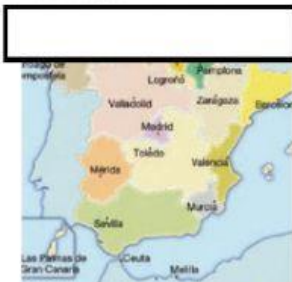 Logroño Pamplona
Valladolid Zaragoza
Madrid
Toledo
Mérida Valencia
Murcia
Sevilla
Las Palmas de
Gran Canaria
Ceuta
Melilla